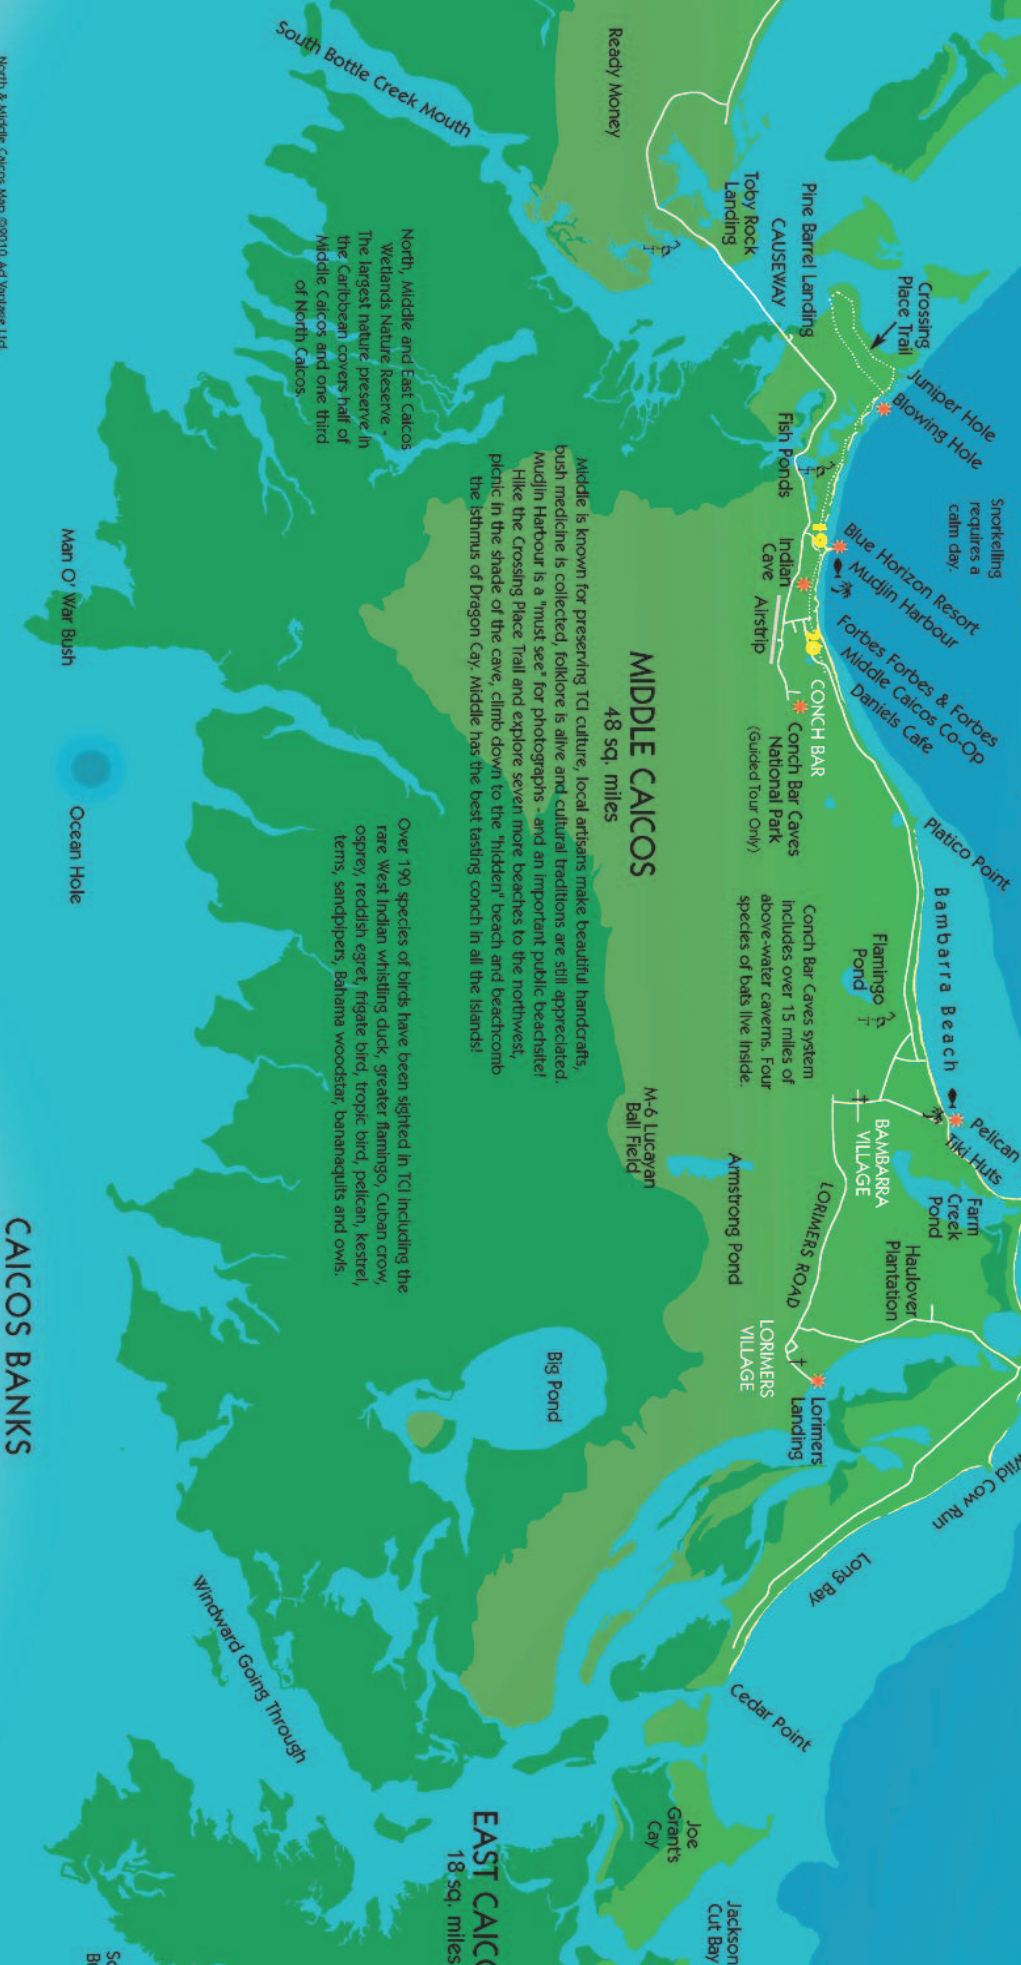 Ready Money
South Bottle Creek Mouth
Toby Rock
Landing
Pine Barrel Landing
CAUSEWAY
Crossing
Place Trail
Juniper Hole
Blowing Hole
Fish Ponds
Snorkelling
requires a
calm day.
Blue Horizon Resort
Mudjin Harbour
Indian
Cave
Airstrip
Forbes Forbes & Forbes
Middle Caicos Co-Op
Daniels Cafe
CONCH BAR
Conch Bar Caves
National Park
(Guided Tour Only)
Platico Point
Bambarra Beach
Flamingo
Pond
Conch Bar Caves system
includes over 15 miles of
above-water caverns. Four
species of bats live inside.
Pelican
Tiki Huts
BAMBARRA
VILLAGE
Farm
Creek
Pond
Haulover
Plantation
LORIMERS ROAD
LORIMERS
VILLAGE
Lorimers
Landing
Wild Cow Run
Long Bay
Cedar Point
Joe
Grant's
Cay
Jackson
Cut Bay
MIDDLE CAICOS
48 sq. miles
Middle is known for preserving TCI culture, local artisans make beautiful handcrafts,
bush medicine is collected, folklore is alive and cultural traditions are still appreciated.
Mudjin Harbour is a "must see" for photographs - and an important public beachsite!
Hike the Crossing Place Trail and explore seven more beaches to the northwest,
picnic in the shade of the cave, climb down to the "hidden" beach and beachcomb
the isthmus of Dragon Cay. Middle has the best tasting conch in all the Islands!
M-6 Lucayan
Ball Field
Armstrong Pond
Big Pond
North, Middle and East Caicos
Wetlands Nature Reserve -
The largest nature preserve in
the Caribbean covers half of
Middle Caicos and one third
of North Caicos.
Over 190 species of birds have been sighted in TCI including the
rare West Indian whistling duck, greater flamingo, Cuban crow,
osprey, reddish egret, frigate bird, tropic bird, pelican, kestrel,
terns, sandpipers, Bahama woodstar, bananaquits and owls.
Man O' War Bush
Ocean Hole
Windward Going Through
EAST CAICO
18 sq. miles
CAICOS BANKS
North & Middle Caicos Map ©2010 Ad Vantage Ltd.